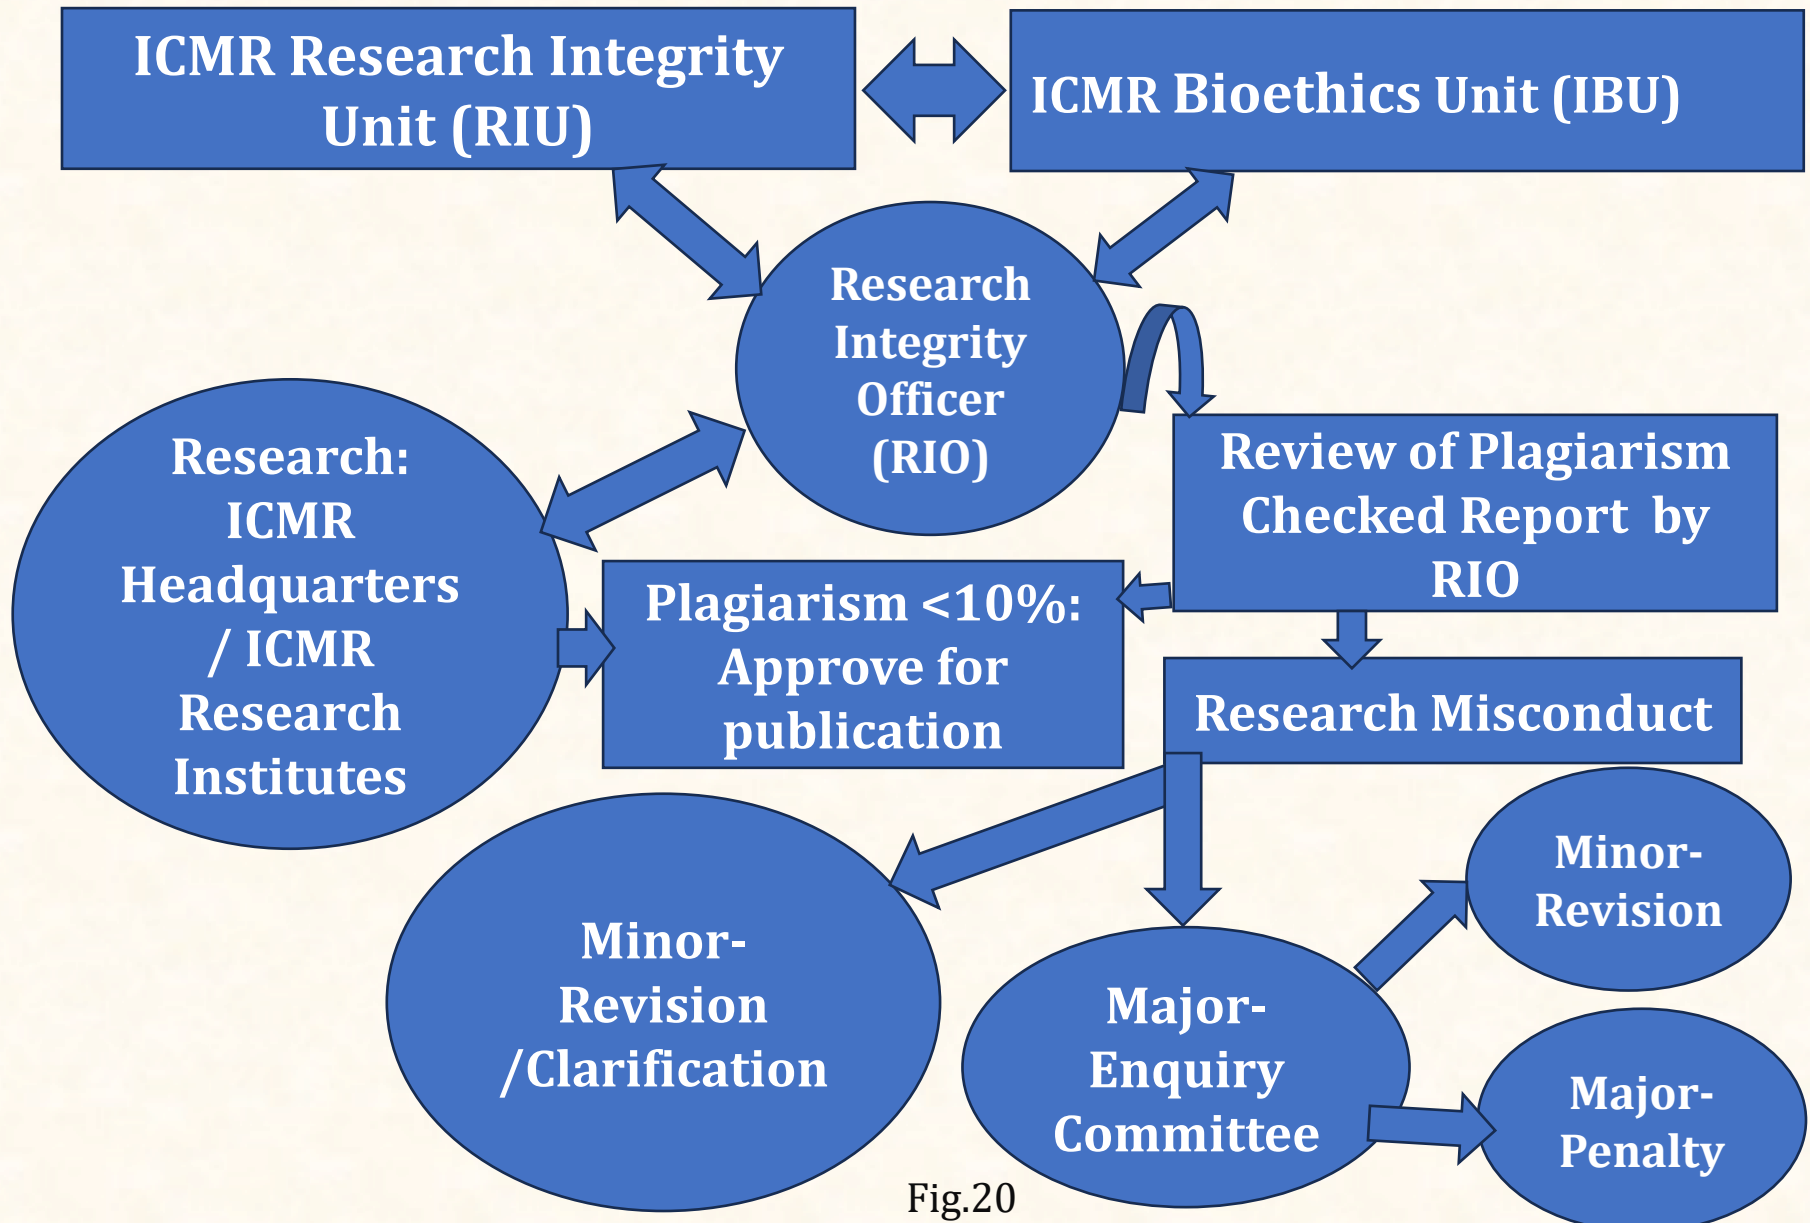 ICMR Research Integrity
Unit (RIU)
ICMR Bioethics Unit (IBU)
Research
Integrity
Officer
(RIO)
Research:
ICMR
Headquarters
/ ICMR
Research
Institutes
Review of Plagiarism
Checked Report by
RIO
Plagiarism <10%:
Approve for
publication
Research Misconduct
Minor-
Revision
/Clarification
Major-
Enquiry
Committee
Minor-
Revision
Major-
Penalty
Fig.20